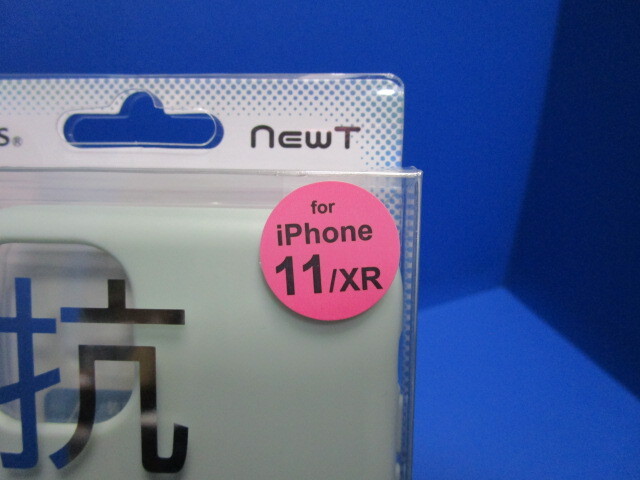 S®
NEWT
for
iPhone
11/XR
抗